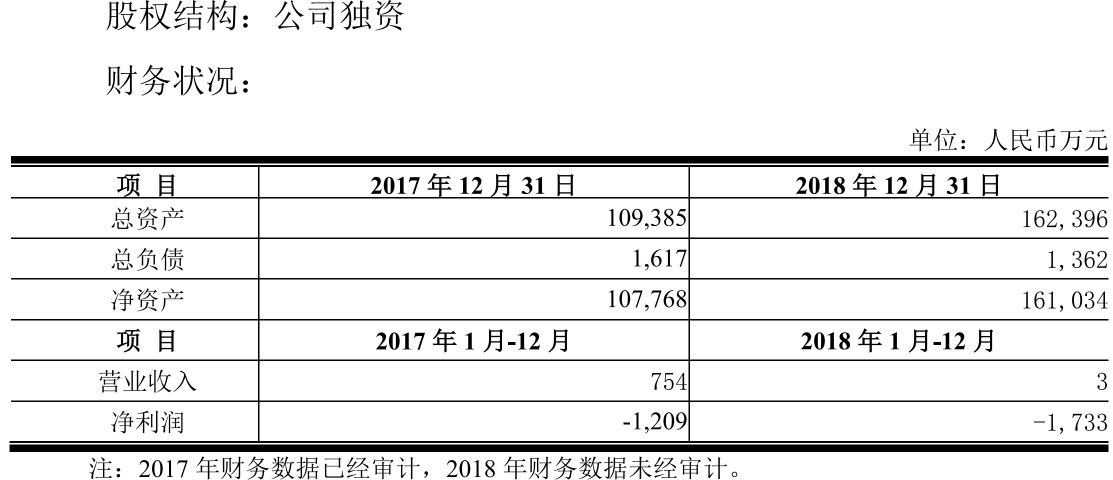 股权结构：公司独资
财务状况：
单位：人民币万元
项 目 2017 年 12 月 31 日 2018 年 12 月 31 日
总资产 109,385 162,396
总负债 1,617 1,362
净资产 107,768 161,034
项 目 2017 年 1 月-12 月 2018 年 1 月-12 月
营业收入 754 3
净利润 -1,209 -1,733
注：2017 年财务数据已经审计，2018 年财务数据未经审计。